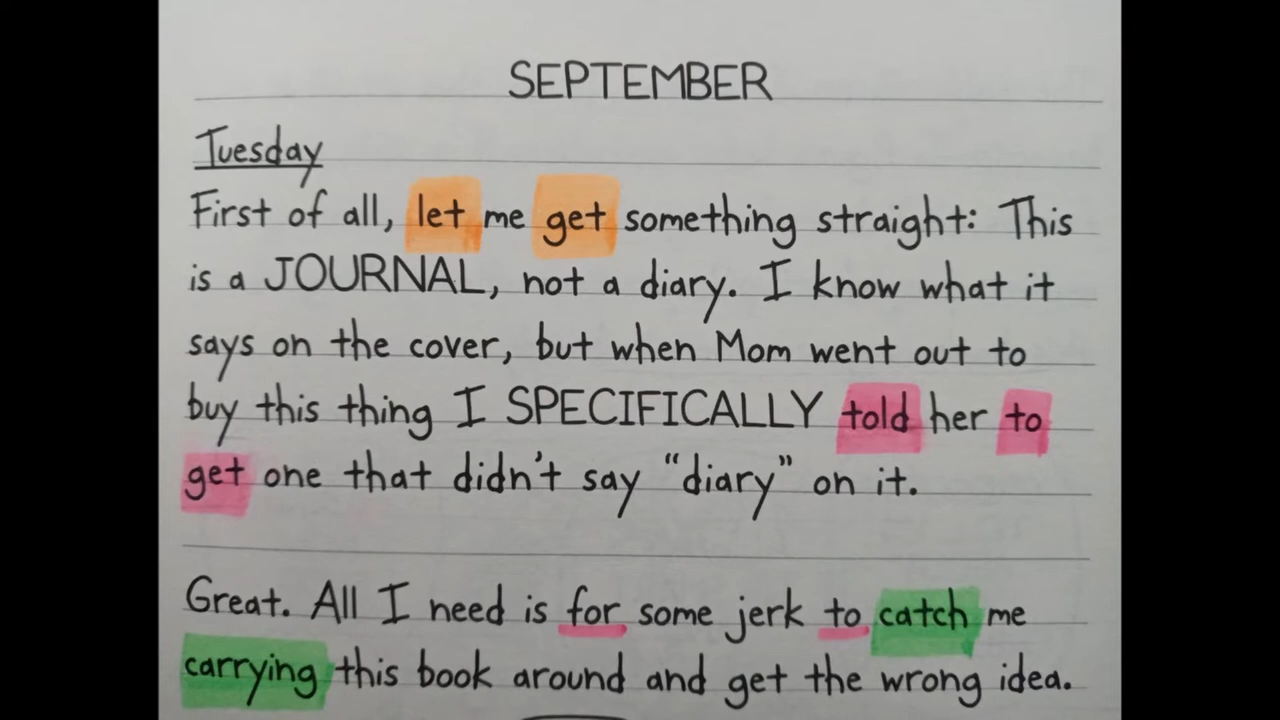 SEPTEMBER
Tuesday
First of all, let me get something straight: This
is a JOURNAL, not a diary. I know what it
says on the cover, but when Mom went out to
buy this thing I SPECIFICALLY told her to
get one that didn't say "diary" on it.
Great. All I need is for some jerk to catch me
carrying this book around and get the wrong idea.